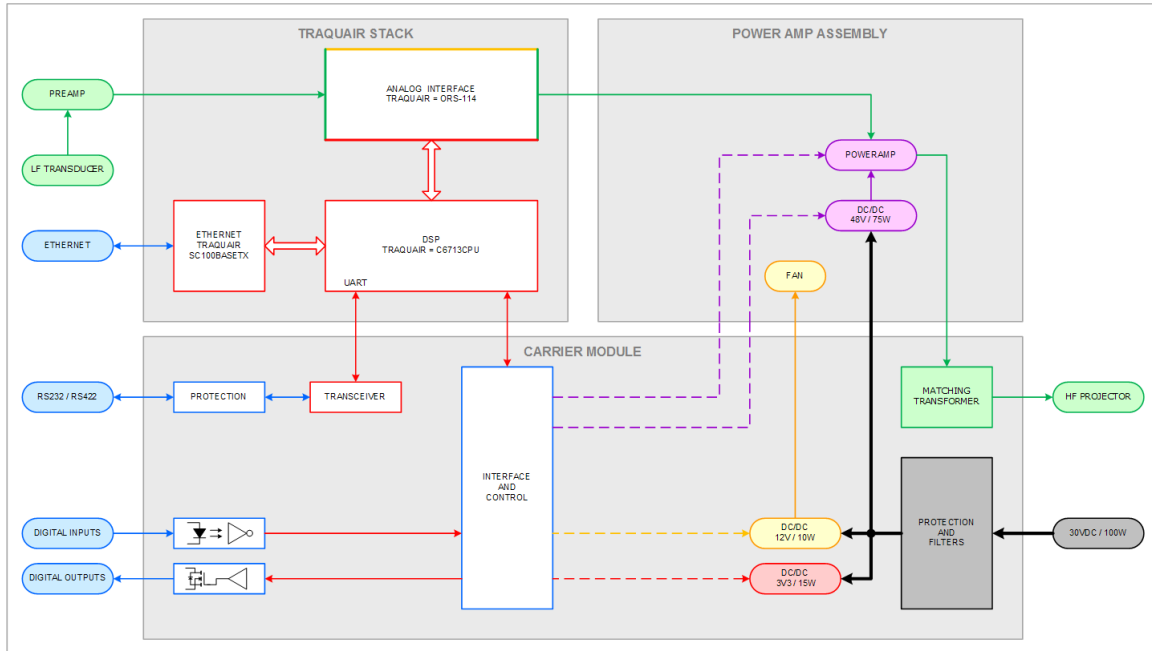 TRAQUAIR STACK
POWER AMP ASSEMBLY
PREAMP
ANALOG INTERFACE
TRAQUAIR = ORS-114
LF TRANSDUCER
POWERAMP
ETHERNET
ETHERNET
TRAQUAIR
SC100BASETX
DSP
TRAQUAIR = C6713CPU
UART
DC/DC
48V / 75W
FAN
CARRIER MODULE
RS232 / RS422
PROTECTION
TRANSCEIVER
MATCHING
TRANSFORMER
HF PROJECTOR
INTERFACE
AND
CONTROL
DIGITAL INPUTS
DC/DC
12V / 10W
PROTECTION
AND
FILTERS
30VDC / 100W
DIGITAL OUTPUTS
DC/DC
3V3 / 15W